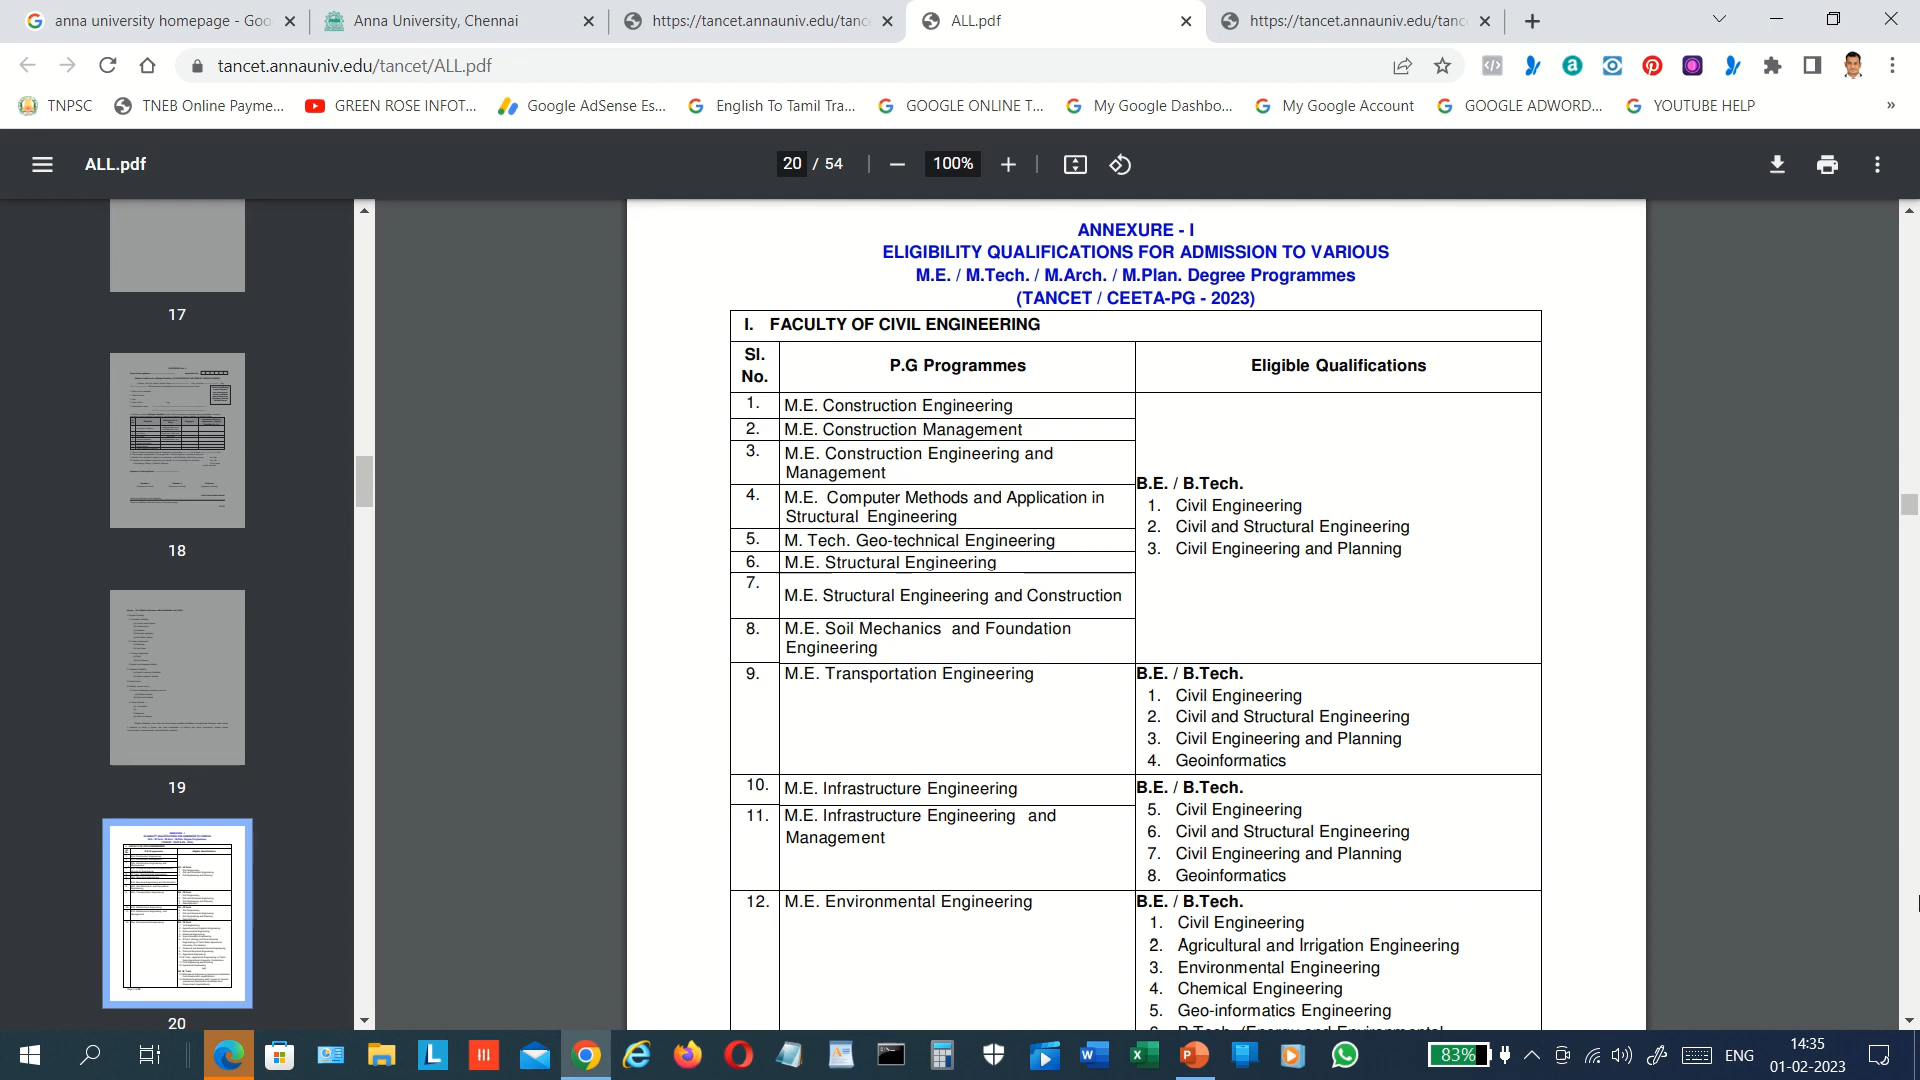 anna university homepage - Goo
Anna University, Chennai
https://tancet.annauniv.edu/tance
ALL.pdf
https://tancet.annauniv.edu/tanc
tancet.annauniv.edu/tancet/ALL.pdf
TNPSC
TNEB Online Payme...
GREEN ROSE INFOT...
Google AdSense Es...
English To Tamil Tra...
GOOGLE ONLINE T...
My Google Dashbo...
My Google Account
GOOGLE ADWORD...
YOUTUBE HELP
»
ALL.pdf
20 / 54
100%
17
18
19
20
ANNEXURE - I
ELIGIBILITY QUALIFICATIONS FOR ADMISSION TO VARIOUS
M.E. / M.Tech. / M.Arch. / M.Plan. Degree Programmes
(TANCET / CEETA-PG - 2023)
I. FACULTY OF CIVIL ENGINEERING
Sl. No.
P.G Programmes
Eligible Qualifications
1. M.E. Construction Engineering
2. M.E. Construction Management
3. M.E. Construction Engineering and
Management
4. M.E. Computer Methods and Application in
Structural Engineering
5. M. Tech. Geo-technical Engineering
6. M.E. Structural Engineering
7. M.E. Structural Engineering and Construction
8. M.E. Soil Mechanics and Foundation
Engineering
B.E. / B.Tech.
1. Civil Engineering
2. Civil and Structural Engineering
3. Civil Engineering and Planning
9. M.E. Transportation Engineering
B.E. / B.Tech.
1. Civil Engineering
2. Civil and Structural Engineering
3. Civil Engineering and Planning
4. Geoinformatics
10. M.E. Infrastructure Engineering
11. M.E. Infrastructure Engineering and
Management
B.E. / B.Tech.
5. Civil Engineering
6. Civil and Structural Engineering
7. Civil Engineering and Planning
8. Geoinformatics
12. M.E. Environmental Engineering
B.E. / B.Tech.
1. Civil Engineering
2. Agricultural and Irrigation Engineering
3. Environmental Engineering
4. Chemical Engineering
5. Geo-informatics Engineering
83%
ENG
14:35
01-02-2023